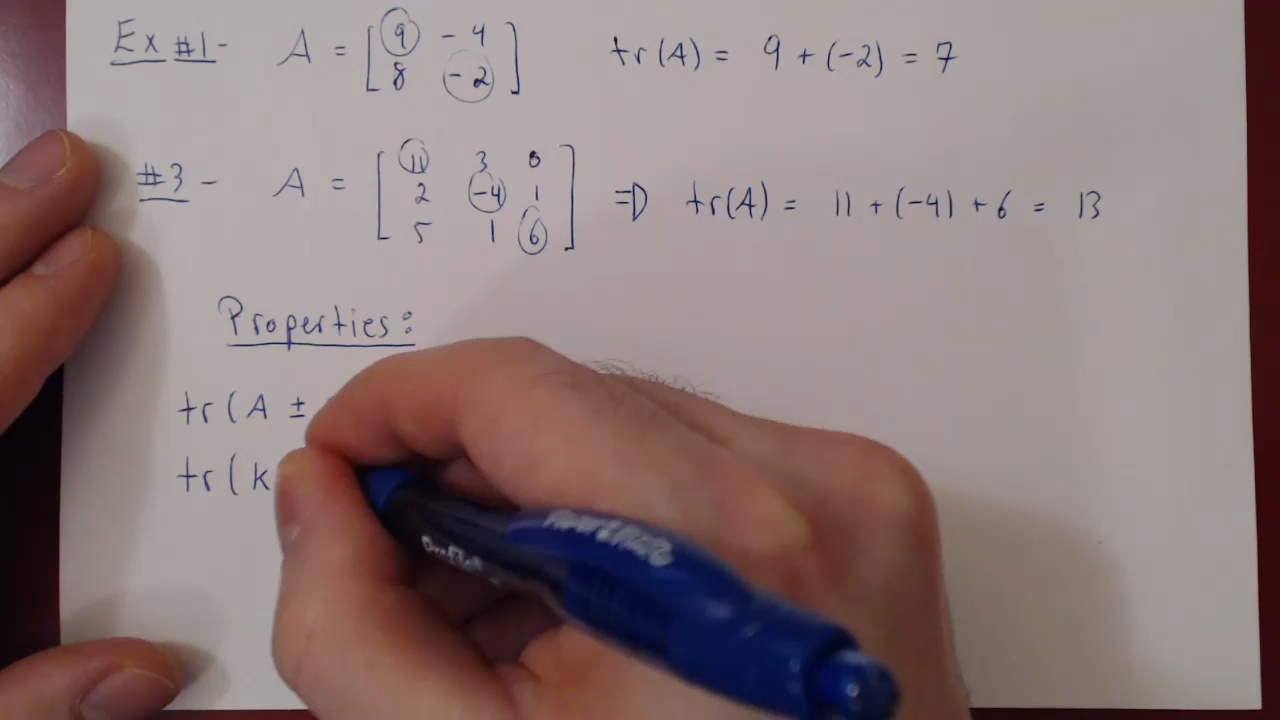 Ex #1- A = [9 -4 tr(A) = 9 + (-2) = 7
8 -2]
#3 - A = [11 3 0
2 -4 1 ⇒ tr(A) = 11 + (-4) + 6 = 13
5 1 6]
Properties:
tr(A ±
tr(k